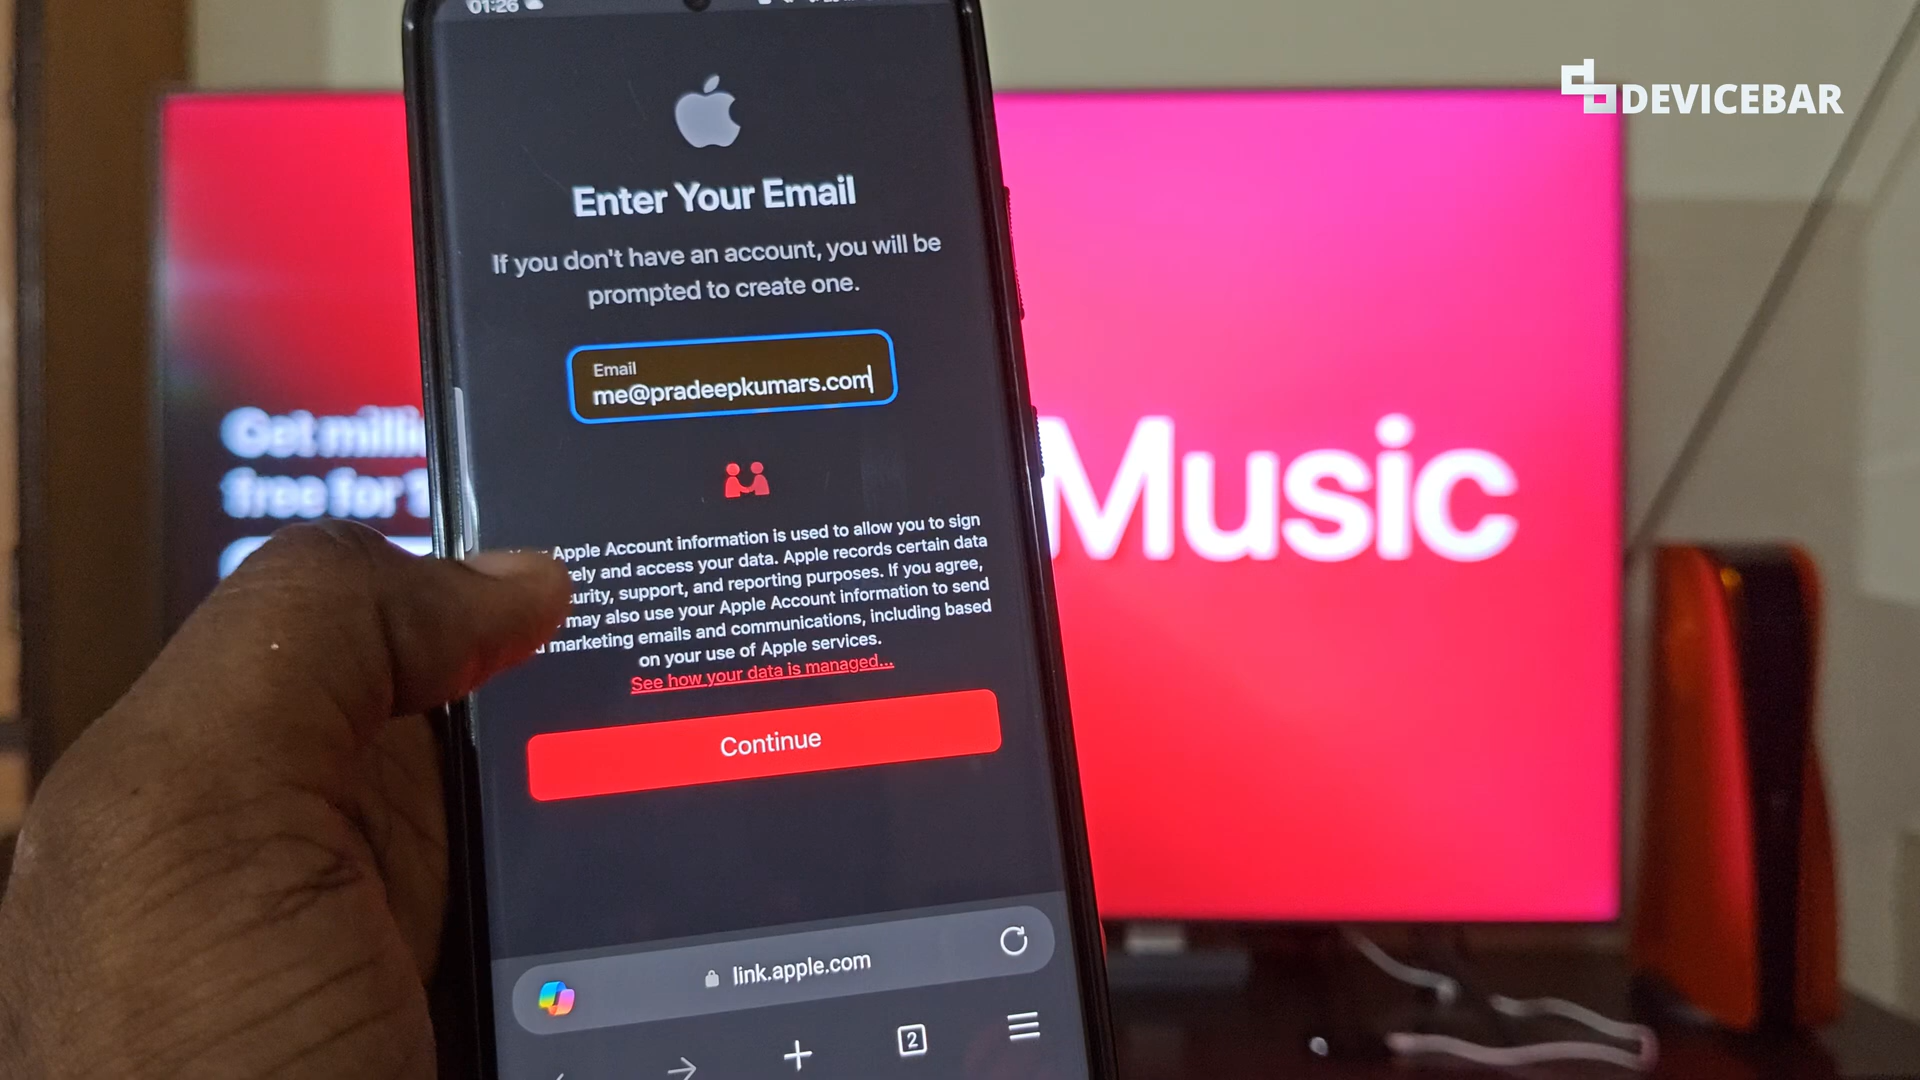 01:26
DEVICEBAR
Enter Your Email
If you don't have an account, you will be
prompted to create one.
Email
me@pradeepkumars.com
Get
free for
Music
Apple Account information is used to allow you to sign
and access your data. Apple records certain data
support, and reporting purposes. If you agree,
may also use your Apple Account information to send
marketing emails and communications, including based
on your use of Apple services.
See how your data is managed...
Continue
link.apple.com
2